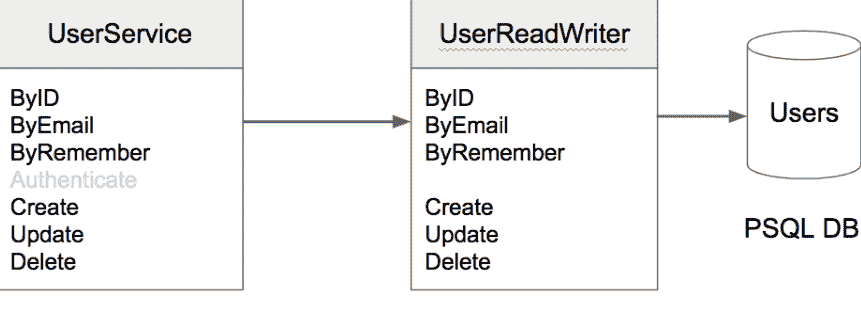 UserService
ByID
ByEmail
ByRemember
Authenticate
Create
Update
Delete
UserReadWriter
ByID
ByEmail
ByRemember
Create
Update
Delete
Users
PSQL DB